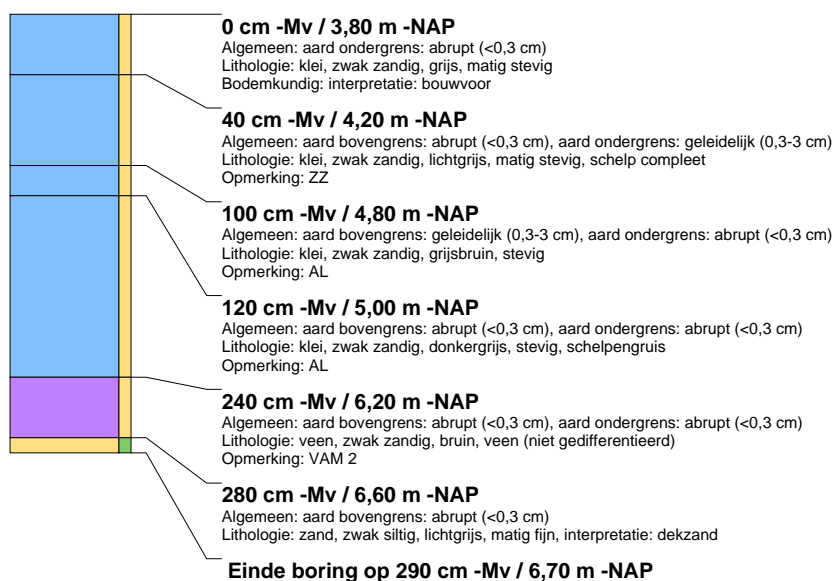 0 cm -Mv / 3,80 m -NAP
Algemeen: aard ondergrens: abrupt (<0,3 cm)
Lithologie: klei, zwak zandig, grijs, matig stevig
Bodemkundig: interpretatie: bouwvoor
40 cm -Mv / 4,20 m -NAP
Algemeen: aard bovengrens: abrupt (<0,3 cm), aard ondergrens: geleidelijk (0,3-3 cm)
Lithologie: klei, zwak zandig, lichtgrijs, matig stevig, schelp compleet
Opmerking: ZZ
100 cm -Mv / 4,80 m -NAP
Algemeen: aard bovengrens: geleidelijk (0,3-3 cm), aard ondergrens: abrupt (<0,3 cm)
Lithologie: klei, zwak zandig, grijsbruin, stevig
Opmerking: AL
120 cm -Mv / 5,00 m -NAP
Algemeen: aard bovengrens: abrupt (<0,3 cm), aard ondergrens: abrupt (<0,3 cm)
Lithologie: klei, zwak zandig, donkergrijs, stevig, schelpengruis
Opmerking: AL
240 cm -Mv / 6,20 m -NAP
Algemeen: aard bovengrens: abrupt (<0,3 cm), aard ondergrens: abrupt (<0,3 cm)
Lithologie: veen, zwak zandig, bruin, veen (niet gedifferentieerd)
Opmerking: VAM 2
280 cm -Mv / 6,60 m -NAP
Algemeen: aard bovengrens: abrupt (<0,3 cm)
Lithologie: zand, zwak siltig, lichtgrijs, matig fijn, interpretatie: dekzand
Einde boring op 290 cm -Mv / 6,70 m -NAP